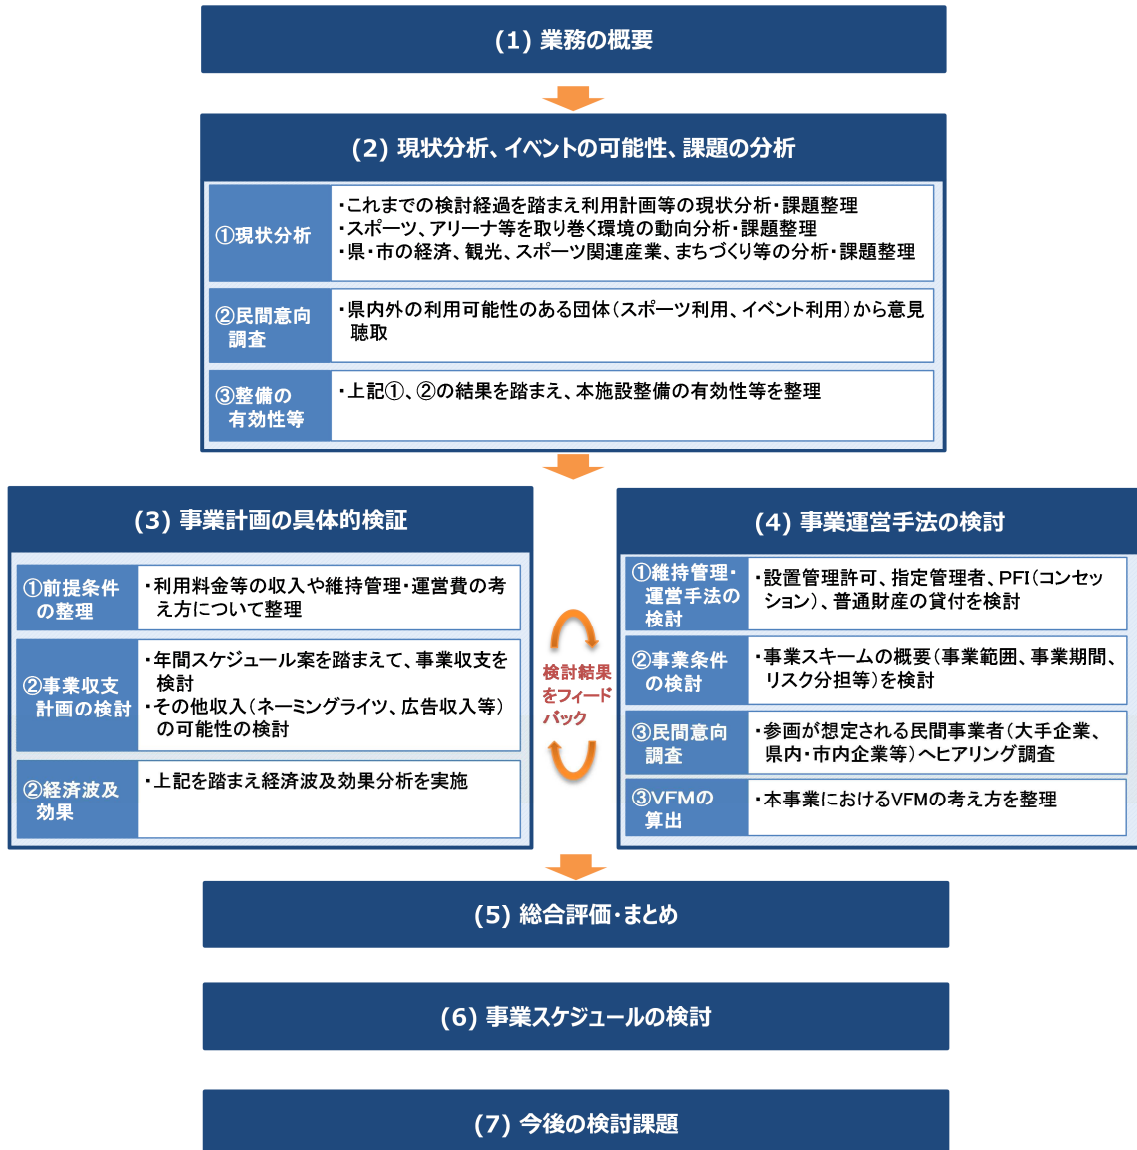 (1) 業務の概要
(2) 現状分析、イベントの可能性、課題の分析
①現状分析
・これまでの検討経過を踏まえ利用計画等の現状分析・課題整理
・スポーツ、アリーナ等を取り巻く環境の動向分析・課題整理
・県・市の経済、観光、スポーツ関連産業、まちづくり等の分析・課題整理
②民間意向
調査
・県内外の利用可能性のある団体(スポーツ利用、イベント利用)から意見
聴取
③整備の
有効性等
・上記①、②の結果を踏まえ、本施設整備の有効性等を整理
(3) 事業計画の具体的検証
①前提条件
の整理
・利用料金等の収入や維持管理・運営費の考
え方について整理
②事業収支
計画の検討
・年間スケジュール案を踏まえて、事業収支を
検討
・その他収入(ネーミングライツ、広告収入等)
の可能性の検討
②経済波及
効果
・上記を踏まえ経済波及効果分析を実施
検討結果
をフィード
バック
(4) 事業運営手法の検討
①維持管理・
運営手法の
検討
・設置管理許可、指定管理者、PFI(コンセッ
ション)、普通財産の貸付を検討
②事業条件
の検討
・事業スキームの概要(事業範囲、事業期間、
リスク分担等)を検討
③民間意向
調査
・参画が想定される民間事業者(大手企業、
県内・市内企業等)へヒアリング調査
③VFMの
算出
・本事業におけるVFMの考え方を整理
(5) 総合評価・まとめ
(6) 事業スケジュールの検討
(7) 今後の検討課題